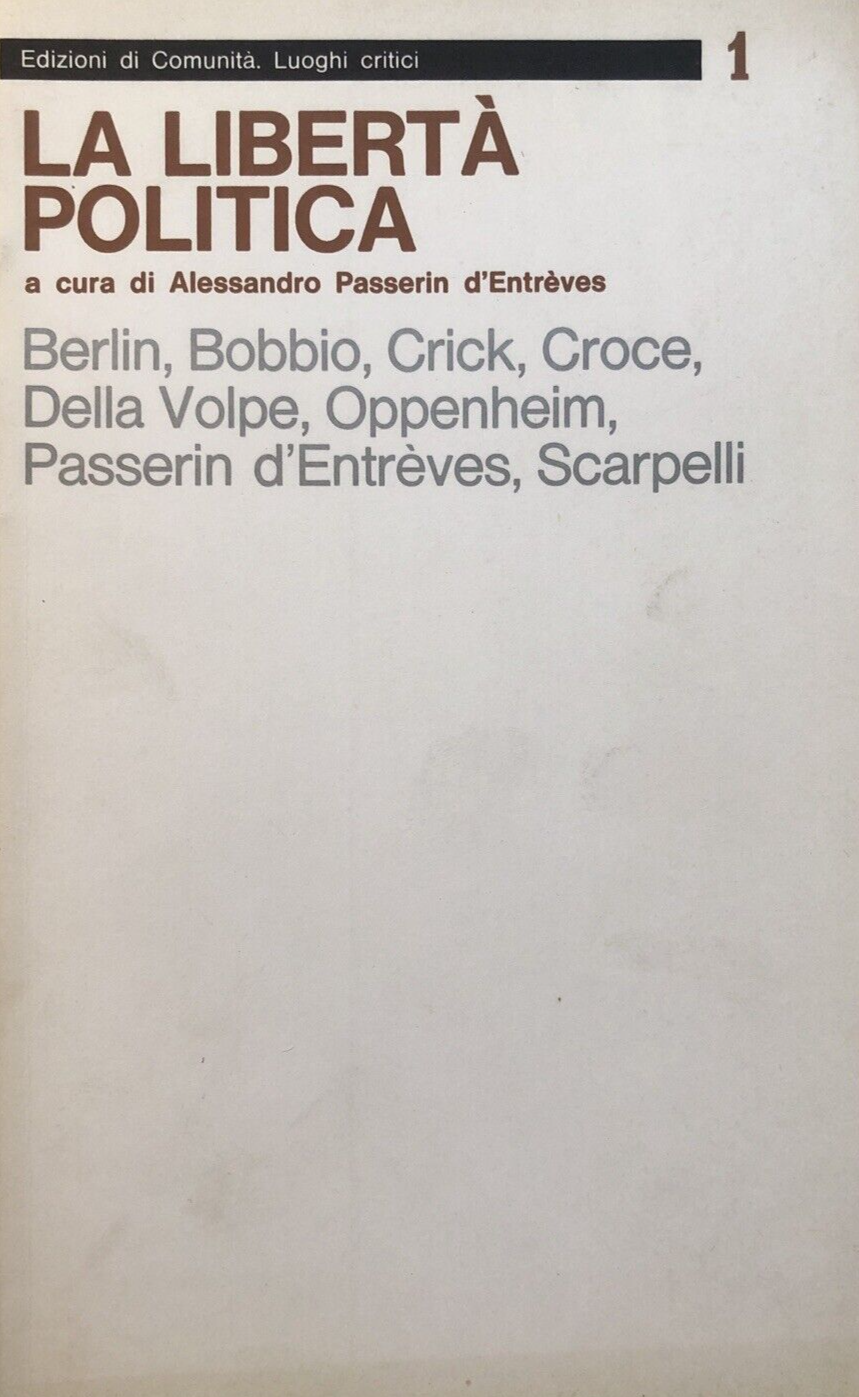 Edizioni di Comunità. Luoghi critici
1
LA LIBERTÀ
POLITICA
a cura di Alessandro Passerin d'Entrèves
Berlin, Bobbio, Crick, Croce,
Della Volpe, Oppenheim,
Passerin d'Entrèves, Scarpelli